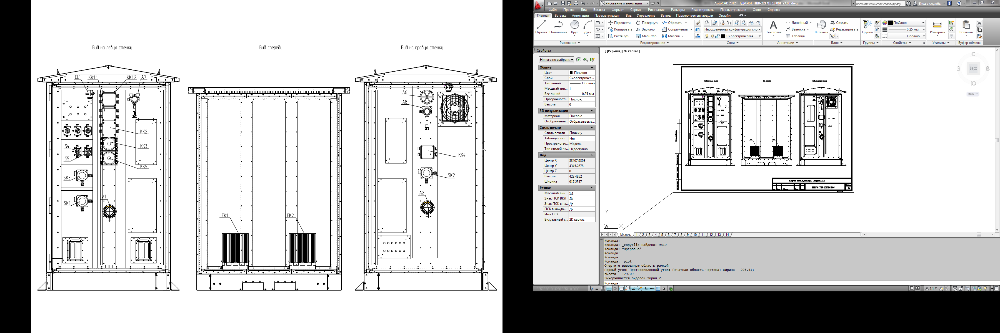 Вид на левую стенку
Вид спереди
Вид на правую стенку
EL1
KK11
KK12
A7
KK2
S4
KK3
S5
KK5
SK3
SK1
A1
EK1
EK2
A6
A8
KK4
SK2
A2
Рисование и аннотации
AutoCAD 2012 ТДМ.461.ТШВ-221713.18.001_27.05.dwg
Введите ключевое слово/фразу
Вход в службы
Файл Правка Вид Вставка Формат Сервис Рисование Размеры Редактировать Параметризация Окно Справка
Главная Вставка Аннотации Параметризация Вид Управление Вывод Подключаемые модули Онлайн
Отрезок Полилиния Круг Дуга
Перенести Повернуть Обрезать
Копировать Зеркало Сопряжение
Растянуть Масштаб Массив
Несохраненная конфигурация сло
Сх.электрическая
Текстовая
Линейный
Выноска
Таблица
Вставить
Создать
Редактировать
Группа
ПоСлою
0.25 мм
Послою
Измерить
Вставить
Рисование Редактирование Слои Аннотации Блок Группы Свойства Утилиты Буфер обмена
Свойства
Ничего не выбранс
Общие
Цвет Послою
Слой Сх.электричес...
Тип линий Послою
Масштаб тип... 1
Вес линий 0.25 мм
Прозрачность Послою
Высота 0
3D визуализация
Материал Послою
Отображение... Отбрасываема...
Стиль печати
Стиль печати Поцвету
Таблица стил... Нет
Пространство... Модель
Тип стилей пе... Недоступно
Вид
Центр X 33407.6398
Центр Y 4345.2878
Центр Z 0
Высота 428.4852
Ширина 917.2347
Разное
Масштаб анн... 1:1
Знак ПСК ВКЛ Да
Знак ПСК в на... Да
ПСК в каждо... Да
Имя ПСК
Визуальный с... 2D каркас
[−] [Верхняя] [2D каркас]
С
З Верх В
Ю
МСК
Y
W X
Модель 1 2 3 4 5 6 7 8 9 10 11 12 13 14
Команда:
Команда: _copyclip найдено: 9319
Команда: *Прервано*
Команда:
Команда:
Команда: _plot
Очертите выводимую область рамкой
Первый угол: Противоположный угол: Печатная область чертежа: ширина - 295.41;
высота - 179.09
Вычерчивается видовой экран 2.
Команда:
1:1